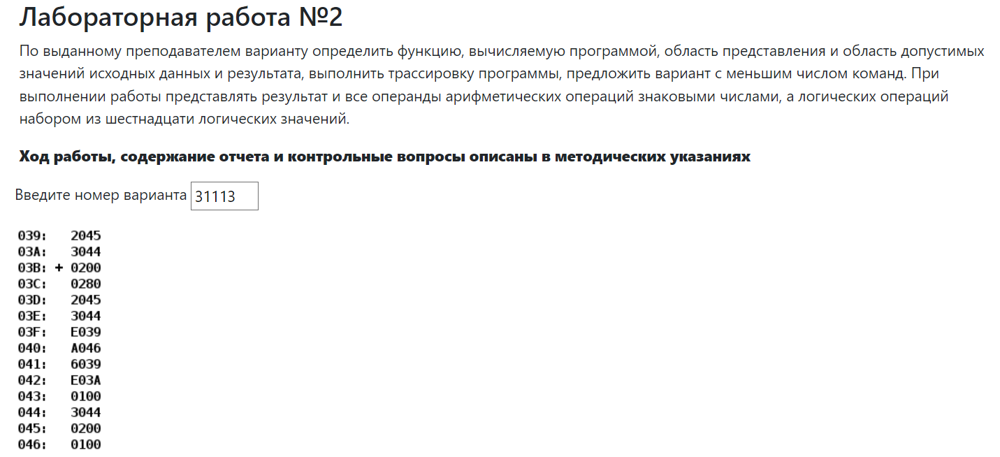 Лабораторная работа №2
По выданному преподавателем варианту определить функцию, вычисляемую программой, область представления и область допустимых
значений исходных данных и результата, выполнить трассировку программы, предложить вариант с меньшим числом команд. При
выполнении работы представлять результат и все операнды арифметических операций знаковыми числами, а логических операций
набором из шестнадцати логических значений.
Ход работы, содержание отчета и контрольные вопросы описаны в методических указаниях
Введите номер варианта 31113
039: 2045
03A: 3044
03B: + 0200
03C: 0280
03D: 2045
03E: 3044
03F: E039
040: A046
041: 6039
042: E03A
043: 0100
044: 3044
045: 0200
046: 0100